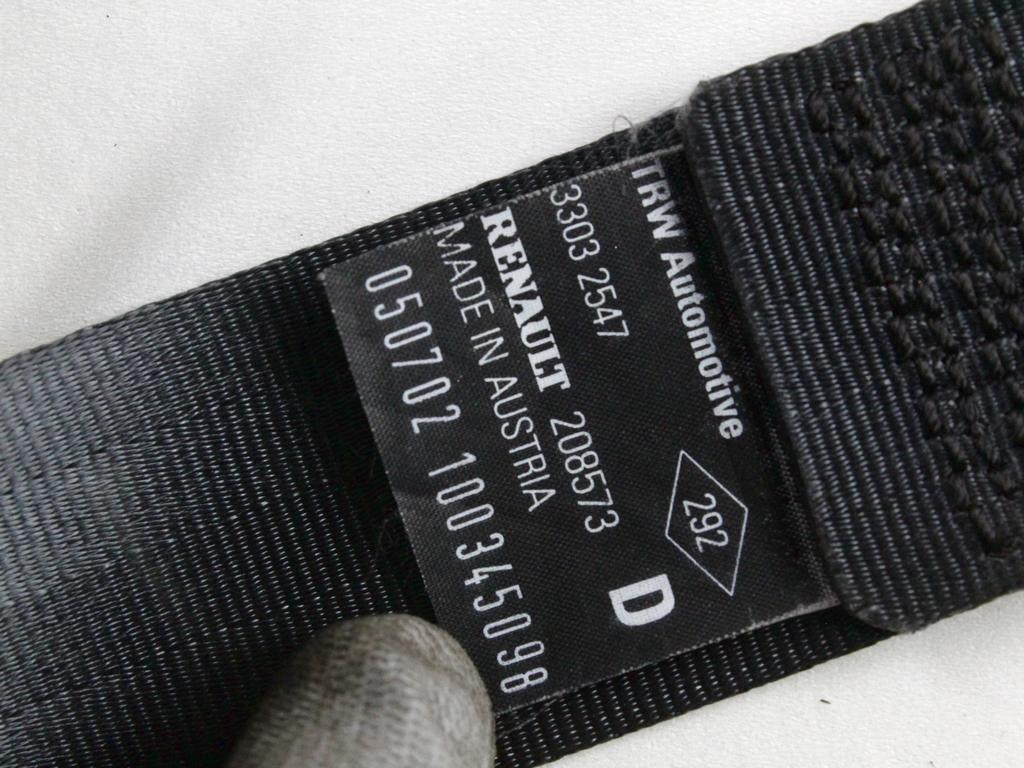 TRW Automotive
292
3303 2547
D
RENAULT 208573
MADE IN AUSTRIA
050702 100345098